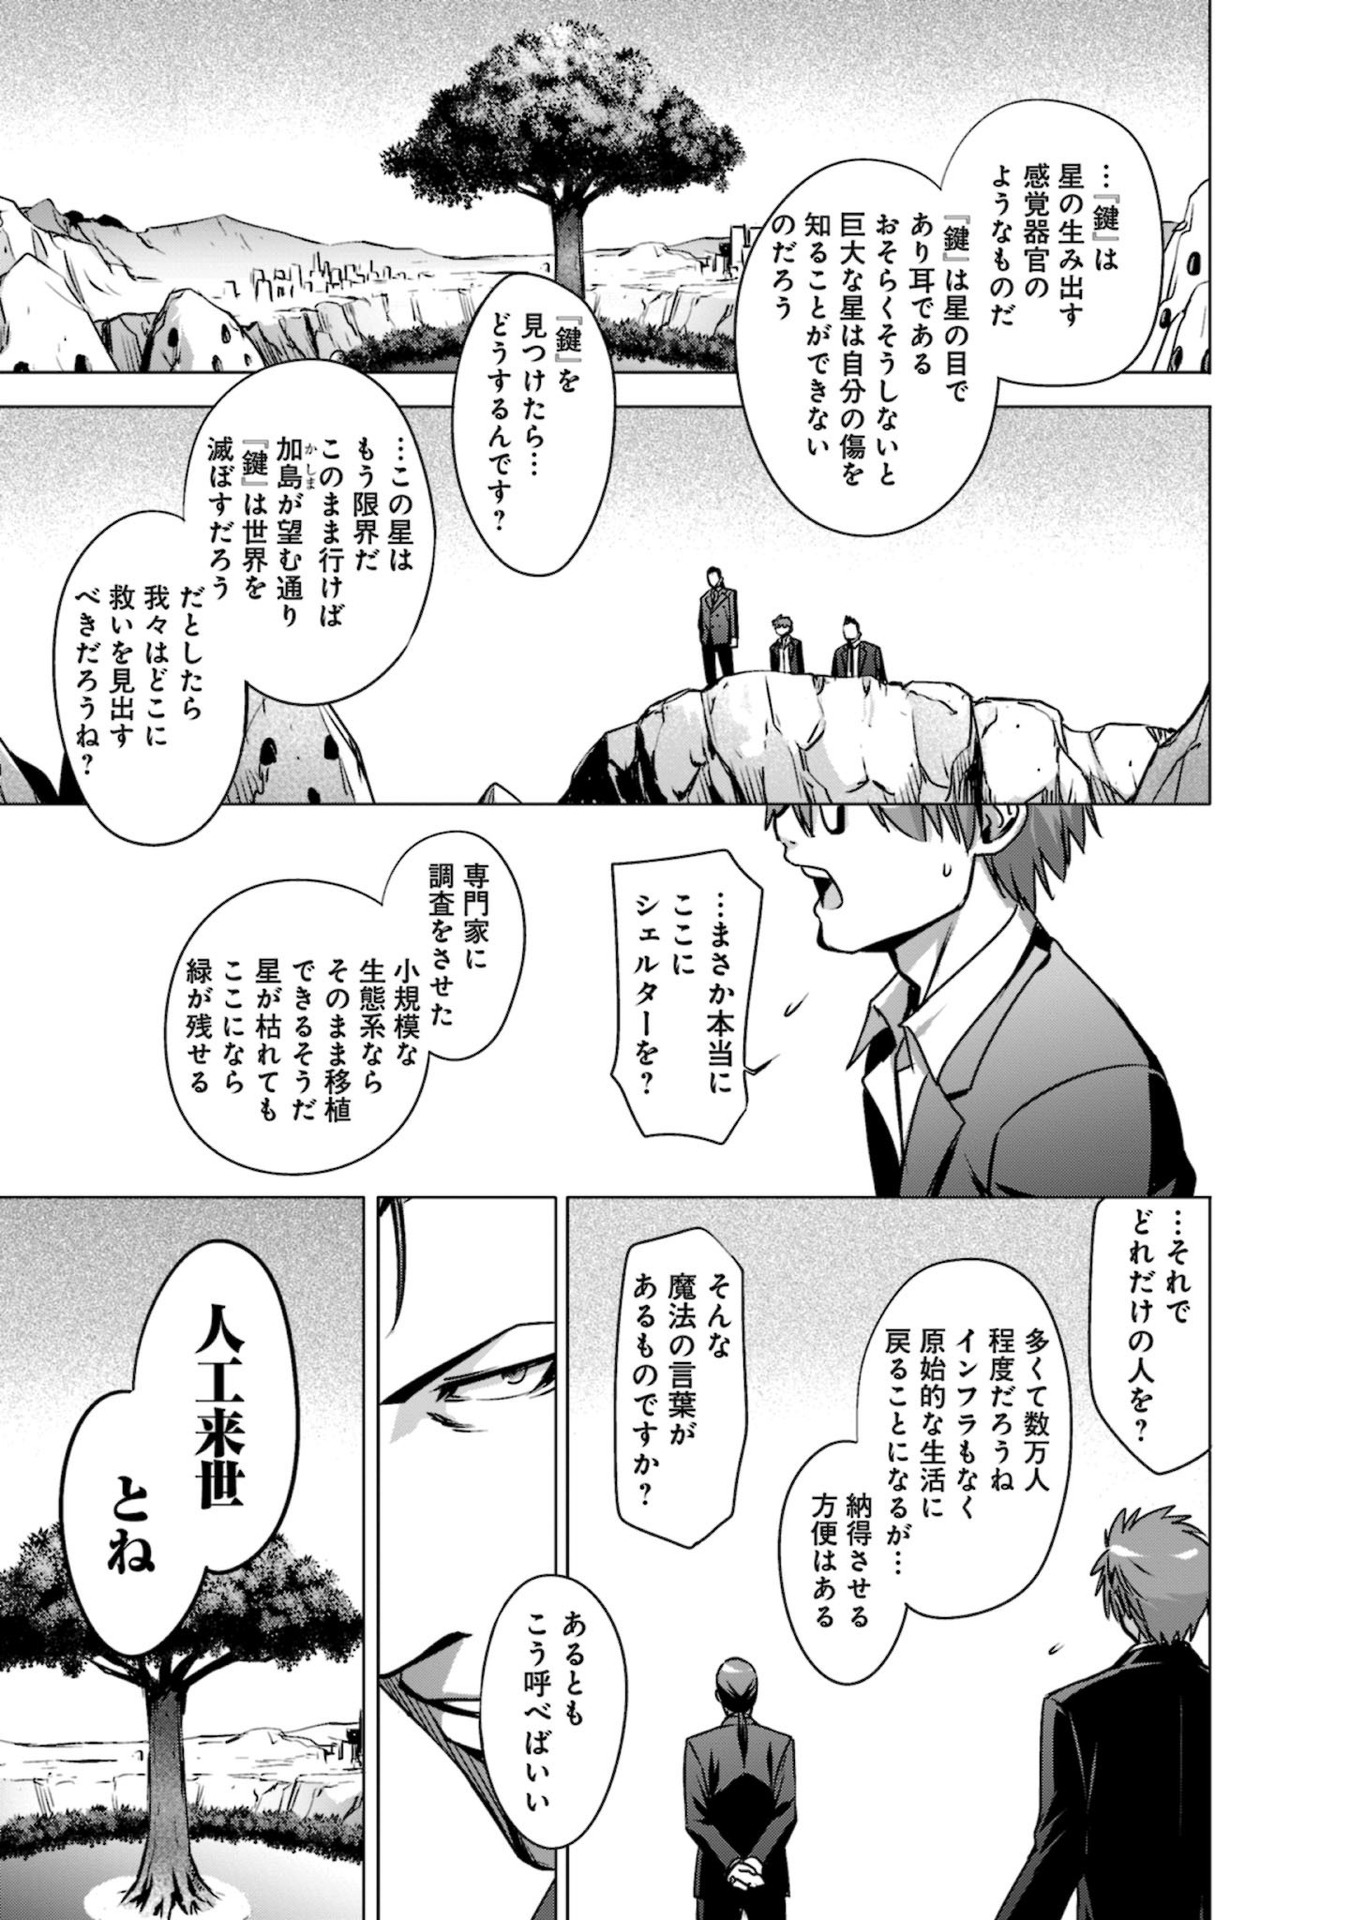 …『鍵』は
星の生み出す
感覚器官の
ようなものだ
『鍵』は星の目で
あり耳である
おそらくそうしないと
巨大な星は自分の傷を
知ることができない
のだろう
『鍵』を
見つけたら…
どうするんです？
…この星は
もう限界だ
このまま行けば
加島が望む通り
かしま
『鍵』は世界を
滅ぼすだろう
だとしたら
我々はどこに
救いを見出す
べきだろうね？
…まさか本当に
ここに
シェルターを？
専門家に
調査をさせた
小規模な
生態系なら
そのまま移植
できるそうだ
星が枯れても
ここになら
緑が残せる
…それで
どれだけの人を？
多くて数万人
程度だろうね
インフラもなく
原始的な生活に
戻ることになるが…
納得させる
方便はある
そんな
魔法の言葉が
あるものですか？
あるとも
こう呼べばいい
人工来世
とね